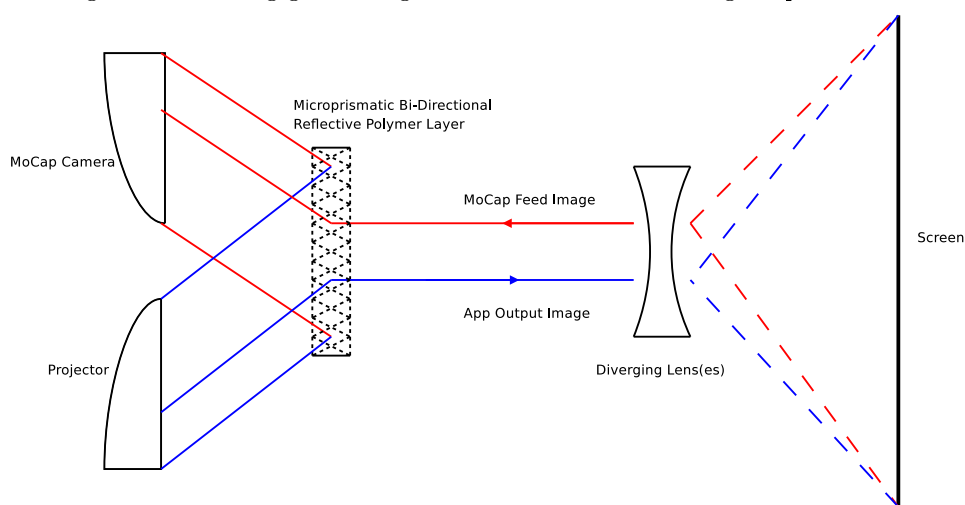 Microprismatic Bi-Directional
Reflective Polymer Layer
MoCap Camera
MoCap Feed Image
Screen
App Output Image
Projector
Diverging Lens(es)